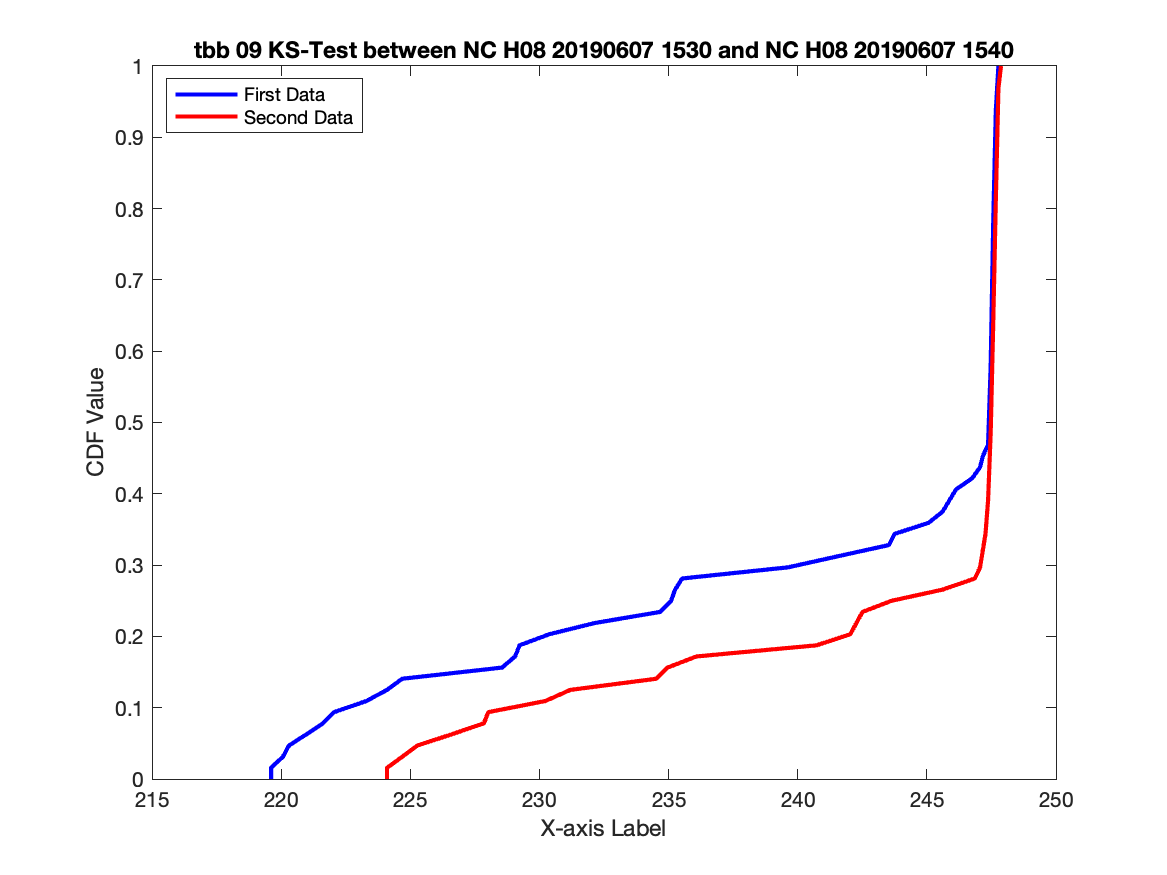 tbb 09 KS-Test between NC H08 20190607 1530 and NC H08 20190607 1540
First Data
Second Data
1
0.9
0.8
0.7
0.6
0.5
0.4
0.3
0.2
0.1
0
CDF Value
215 220 225 230 235 240 245 250
X-axis Label